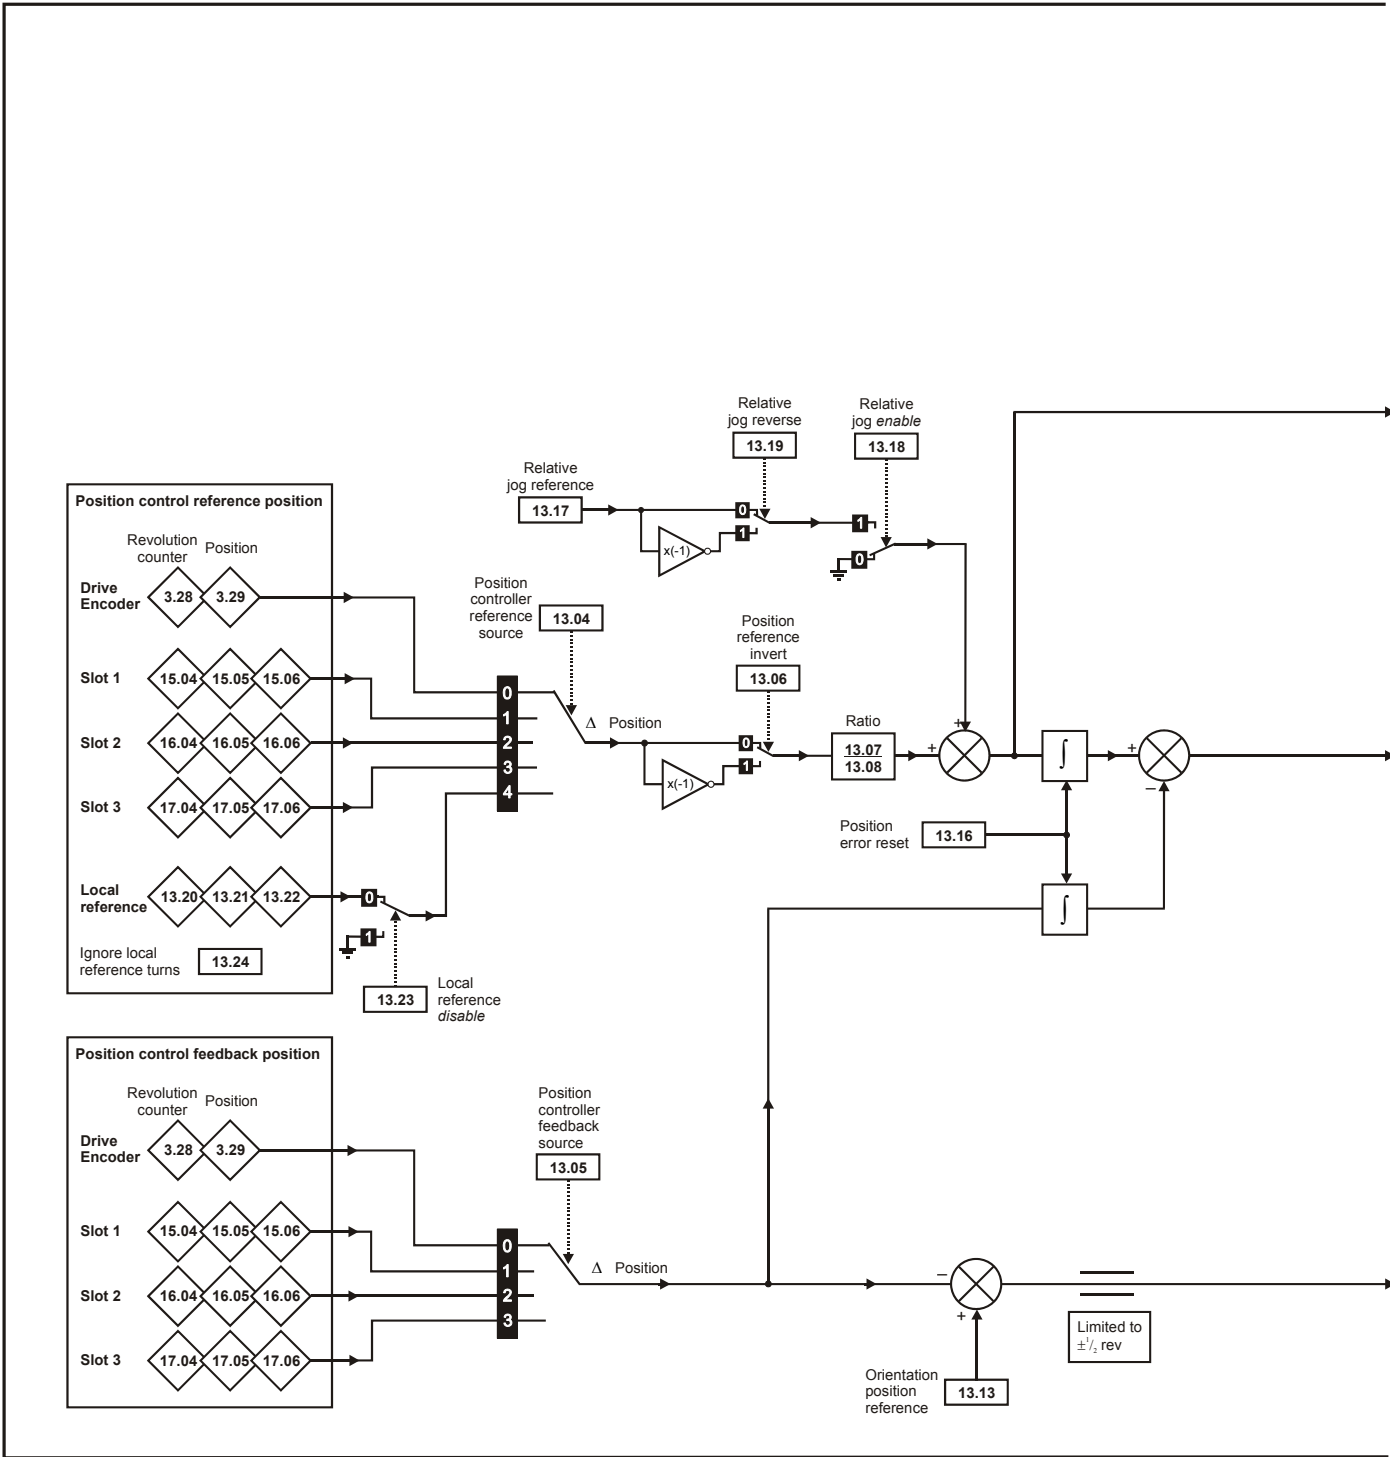 Relative
jog reverse
13.19
Relative
jog enable
13.18
Relative
jog reference
13.17
0
1
x(-1)
1
0
Position control reference position
Revolution
counter
Position
Drive
Encoder
3.28
3.29
Slot 1
15.04
15.05
15.06
Slot 2
16.04
16.05
16.06
Slot 3
17.04
17.05
17.06
Local
reference
13.20
13.21
13.22
Ignore local
reference turns
13.24
0
1
13.23
Local
reference
disable
Position
controller
reference
source
13.04
0
1
2
3
4
Δ Position
Position
reference
invert
13.06
0
1
x(-1)
Ratio
13.07
13.08
+
+
∫
+
−
Position
error reset
13.16
∫
Position control feedback position
Revolution
counter
Position
Drive
Encoder
3.28
3.29
Slot 1
15.04
15.05
15.06
Slot 2
16.04
16.05
16.06
Slot 3
17.04
17.05
17.06
Position
controller
feedback
source
13.05
0
1
2
3
Δ Position
−
+
Limited to
±1/2 rev
Orientation
position
reference
13.13